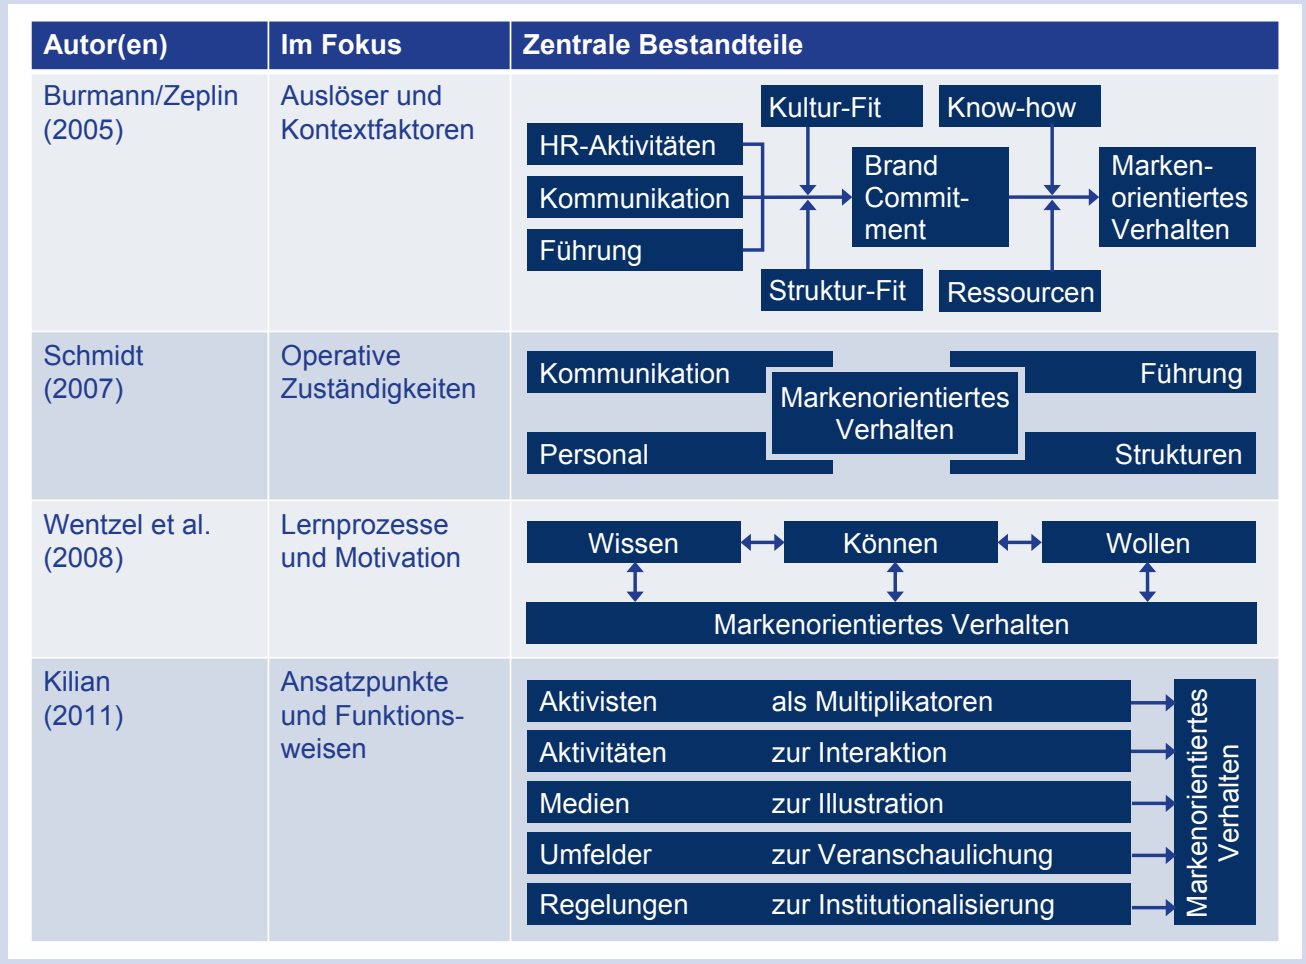 Autor(en)
Im Fokus
Zentrale Bestandteile
Burmann/Zeplin
(2005)
Auslöser und
Kontextfaktoren
HR-Aktivitäten
Kommunikation
Führung
Kultur-Fit
Struktur-Fit
Brand
Commit-
ment
Know-how
Ressourcen
Marken-
orientiertes
Verhalten
Schmidt
(2007)
Operative
Zuständigkeiten
Kommunikation
Führung
Markenorientiertes
Verhalten
Personal
Strukturen
Wentzel et al.
(2008)
Lernprozesse
und Motivation
Wissen
Können
Wollen
Markenorientiertes Verhalten
Kilian
(2011)
Ansatzpunkte
und Funktions-
weisen
Aktivisten als Multiplikatoren
Aktivitäten zur Interaktion
Medien zur Illustration
Umfelder zur Veranschaulichung
Regelungen zur Institutionalisierung
Markenorientiertes
Verhalten